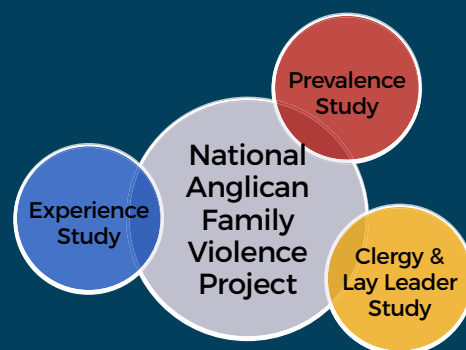 Prevalence
Study
National
Anglican
Family
Violence
Project
Experience
Study
Clergy &
Lay Leader
Study